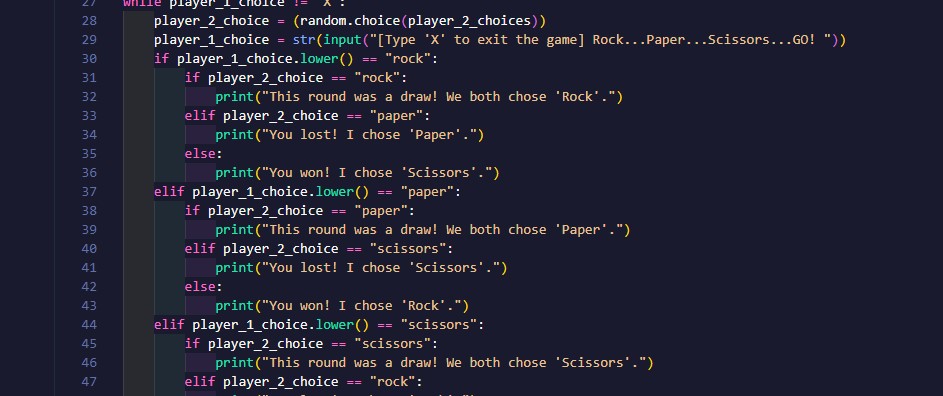 27 while player_1_choice != 'X':
28 player_2_choice = (random.choice(player_2_choices))
29 player_1_choice = str(input("[Type 'X' to exit the game] Rock...Paper...Scissors...GO! "))
30 if player_1_choice.lower() == "rock":
31 if player_2_choice == "rock":
32 print("This round was a draw! We both chose 'Rock'.")
33 elif player_2_choice == "paper":
34 print("You lost! I chose 'Paper'.")
35 else:
36 print("You won! I chose 'Scissors'.")
37 elif player_1_choice.lower() == "paper":
38 if player_2_choice == "paper":
39 print("This round was a draw! We both chose 'Paper'.")
40 elif player_2_choice == "scissors":
41 print("You lost! I chose 'Scissors'.")
42 else:
43 print("You won! I chose 'Rock'.")
44 elif player_1_choice.lower() == "scissors":
45 if player_2_choice == "scissors":
46 print("This round was a draw! We both chose 'Scissors'.")
47 elif player_2_choice == "rock":